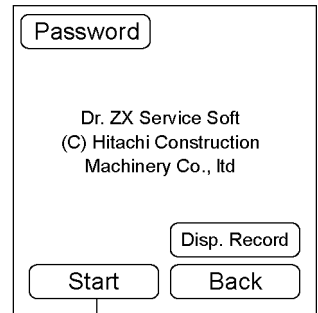 Password
Dr. ZX Service Soft
(C) Hitachi Construction
Machinery Co., ltd
Disp. Record
Start
Back